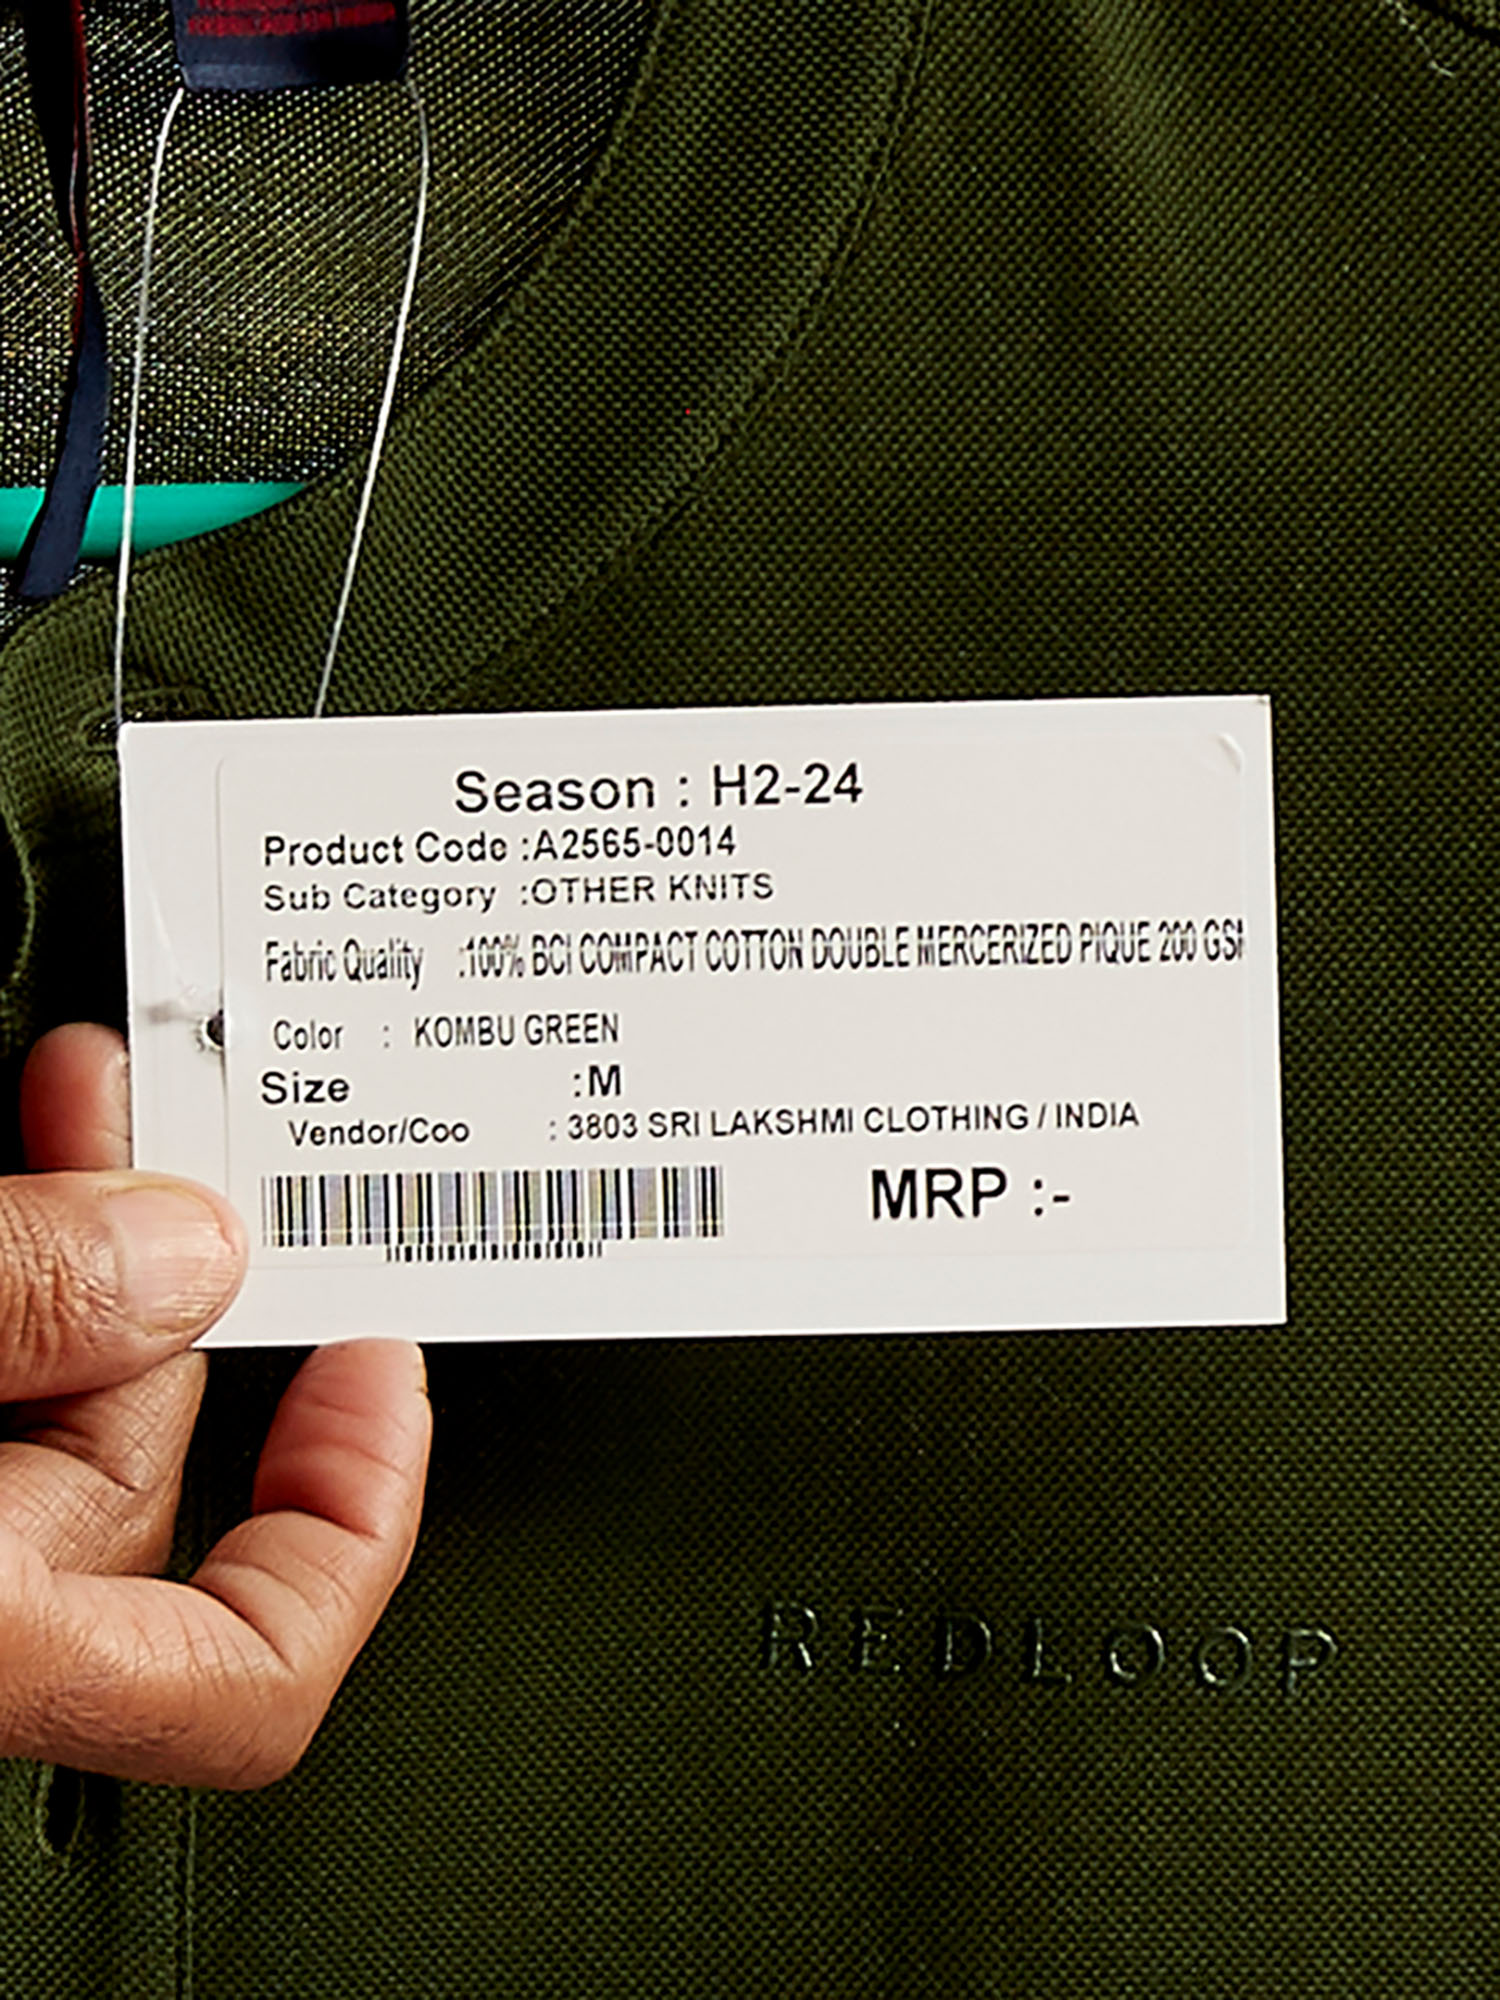 Season : H2-24
Product Code :A2565-0014
Sub Category :OTHER KNITS
Fabric Quality :100% BCI COMPACT COTTON DOUBLE MERCERIZED PIQUE 200 GSM
Color : KOMBU GREEN
Size :M
Vendor/Coo : 3803 SRI LAKSHMI CLOTHING / INDIA
MRP :-
REDLOOP